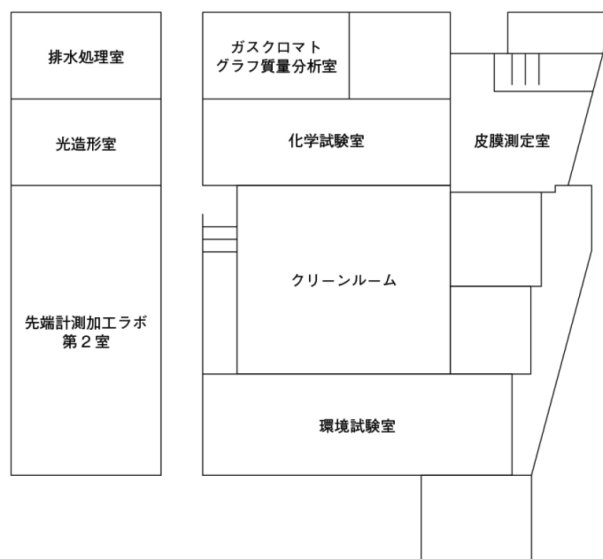 排水処理室
ガスクロマト
グラフ質量分析室
光造形室
化学試験室
皮膜測定室
クリーンルーム
先端計測加工ラボ
第２室
環境試験室